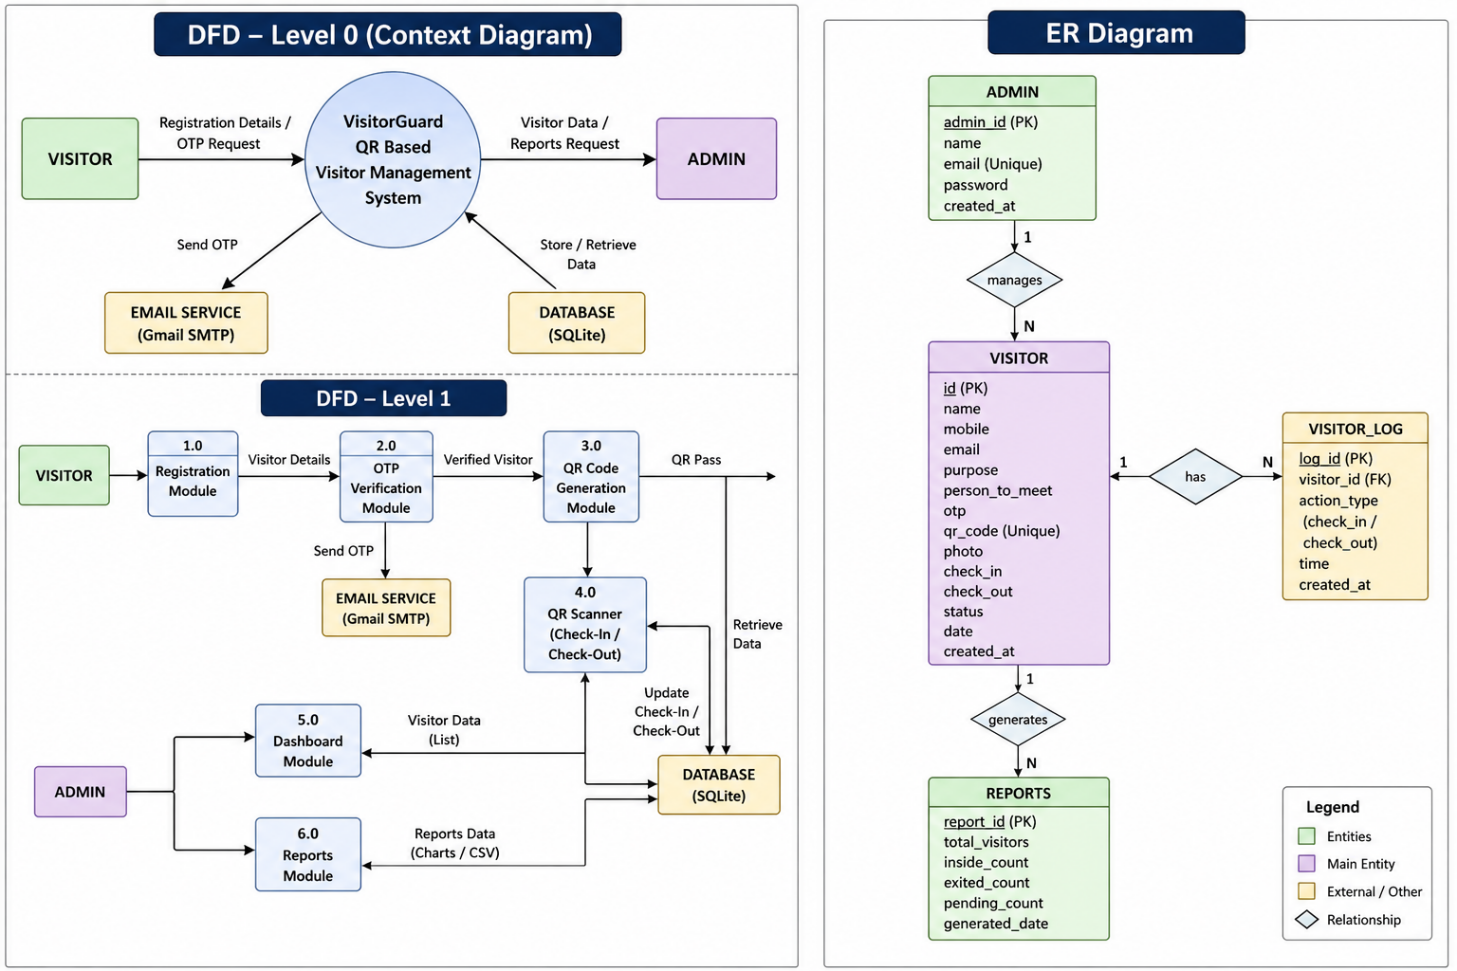 DFD – Level 0 (Context Diagram)
VISITOR
Registration Details /
OTP Request
VisitorGuard
QR Based
Visitor Management
System
Visitor Data /
Reports Request
ADMIN
Send OTP
Store / Retrieve
Data
EMAIL SERVICE
(Gmail SMTP)
DATABASE
(SQLite)
DFD – Level 1
VISITOR
1.0
Registration
Module
Visitor Details
2.0
OTP
Verification
Module
Verified Visitor
3.0
QR Code
Generation
Module
QR Pass
Send OTP
EMAIL SERVICE
(Gmail SMTP)
4.0
QR Scanner
(Check-In /
Check-Out)
Retrieve
Data
Update
Check-In /
Check-Out
5.0
Dashboard
Module
Visitor Data
(List)
ADMIN
DATABASE
(SQLite)
6.0
Reports
Module
Reports Data
(Charts / CSV)
ER Diagram
ADMIN
admin_id (PK)
name
email (Unique)
password
created_at
1
manages
N
VISITOR
id (PK)
name
mobile
email
purpose
person_to_meet
otp
qr_code (Unique)
photo
check_in
check_out
status
date
created_at
1
has
N
VISITOR_LOG
log_id (PK)
visitor_id (FK)
action_type
(check_in /
check_out)
time
created_at
1
generates
N
REPORTS
report_id (PK)
total_visitors
inside_count
exited_count
pending_count
generated_date
Legend
Entities
Main Entity
External / Other
Relationship